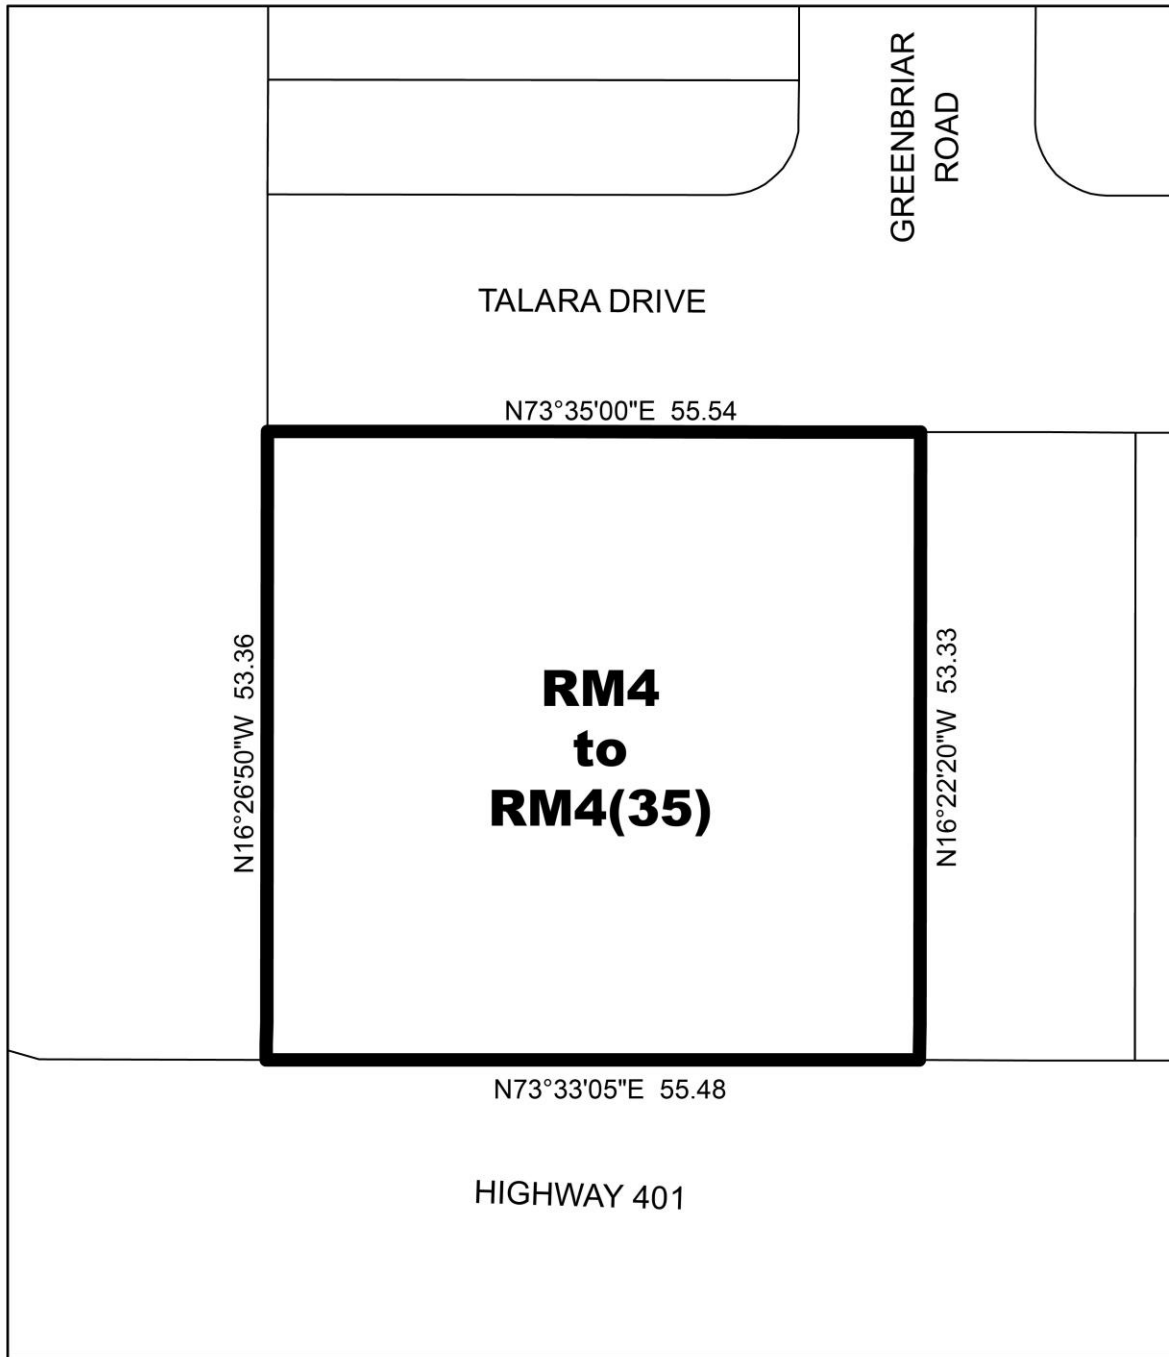 GREENBRIAR
ROAD
TALARA DRIVE
N73°35'00"E 55.54
N16°26'50"W 53.36
RM4
to
RM4(35)
N16°22'20"W 53.33
N73°33'05"E 55.48
HIGHWAY 401